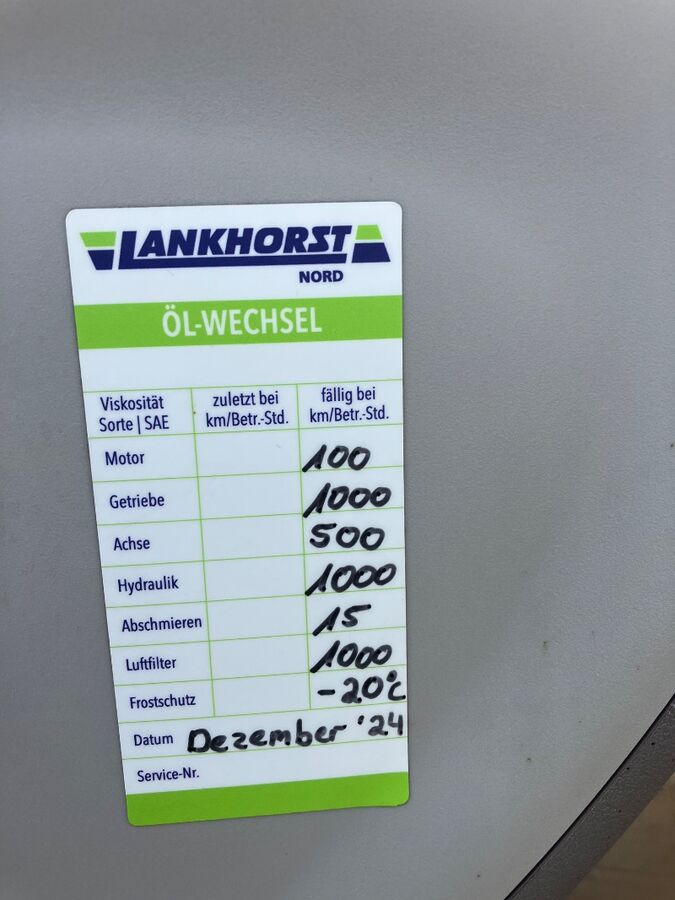 LANKHORST
NORD
ÖL-WECHSEL
Viskosität
Sorte | SAE
zuletzt bei
km/Betr.-Std.
fällig bei
km/Betr.-Std.
Motor 100
Getriebe 1000
Achse 500
Hydraulik 1000
Abschmieren 15
Luftfilter 1000
Frostschutz -20°C
Datum Dezember '24
Service-Nr.